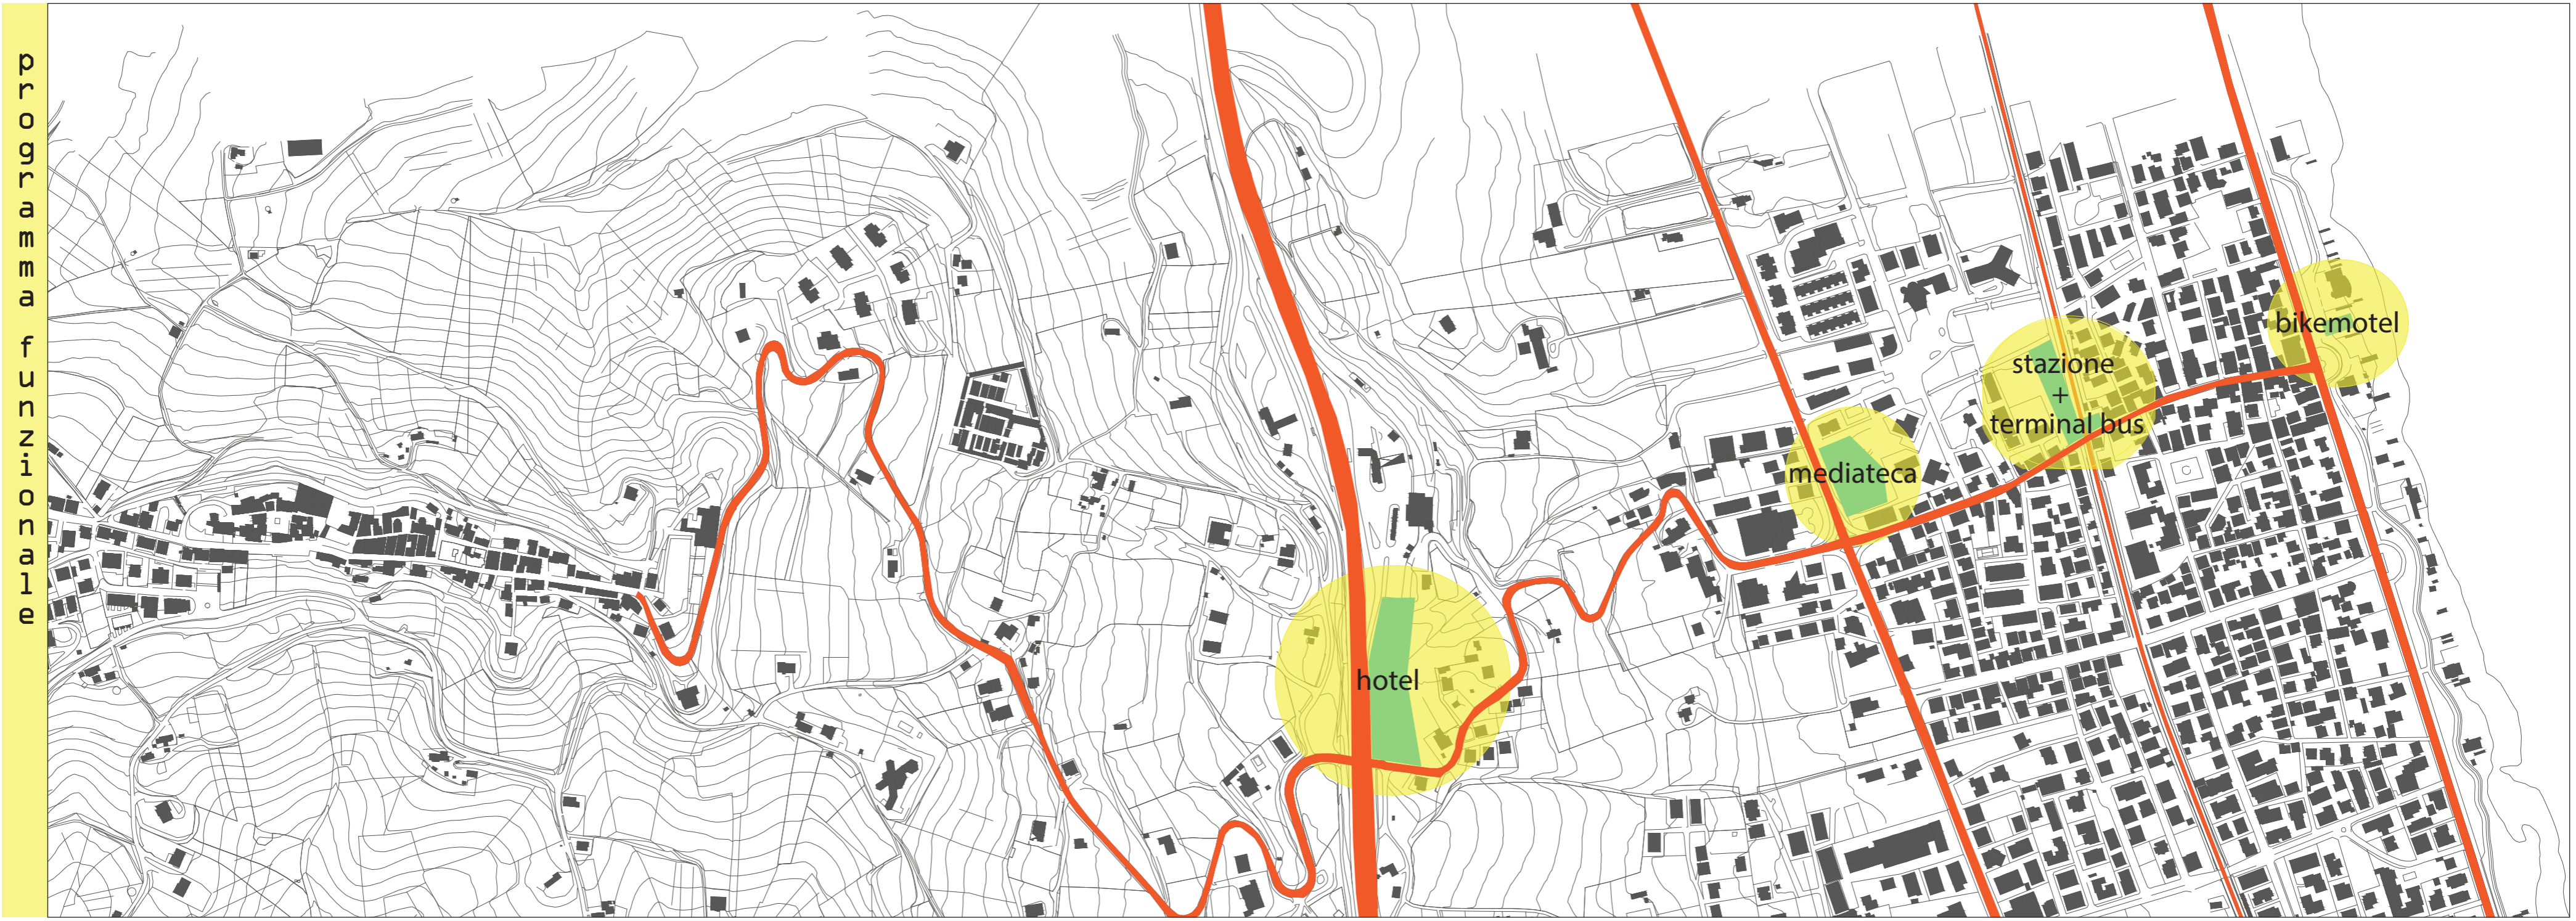 programma funzionale
bikemotel
stazione
+
terminal bus
mediateca
hotel